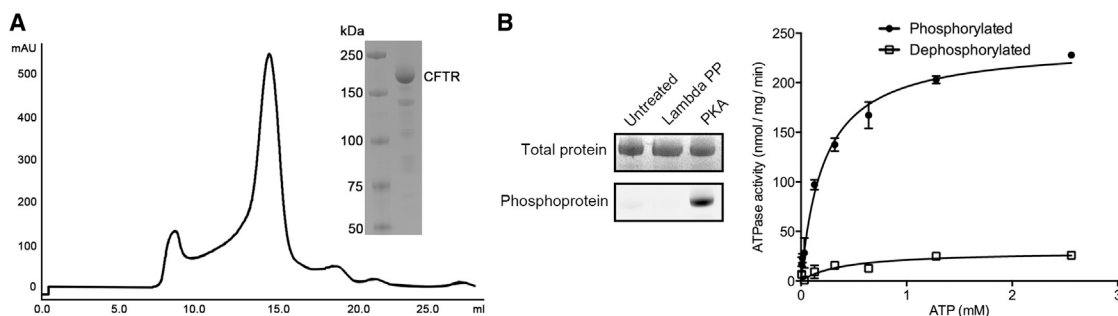 A
mAU
500
400
300
200
100
0
0.0 5.0 10.0 15.0 20.0 25.0 ml
kDa
250
150
100
75
50
CFTR
B
Untreated
Lambda PP
PKA
Total protein
Phosphoprotein
Phosphorylated
Dephosphorylated
ATPase activity (nmol / mg / min)
250
200
150
100
50
0
0 1 2 3
ATP (mM)